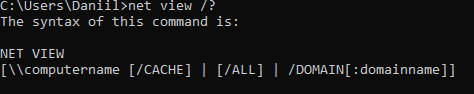 C:\Users\Daniil>net view /?
The syntax of this command is:
NET VIEW
[\\computername [/CACHE] | [/ALL] | /DOMAIN[:domainname]]